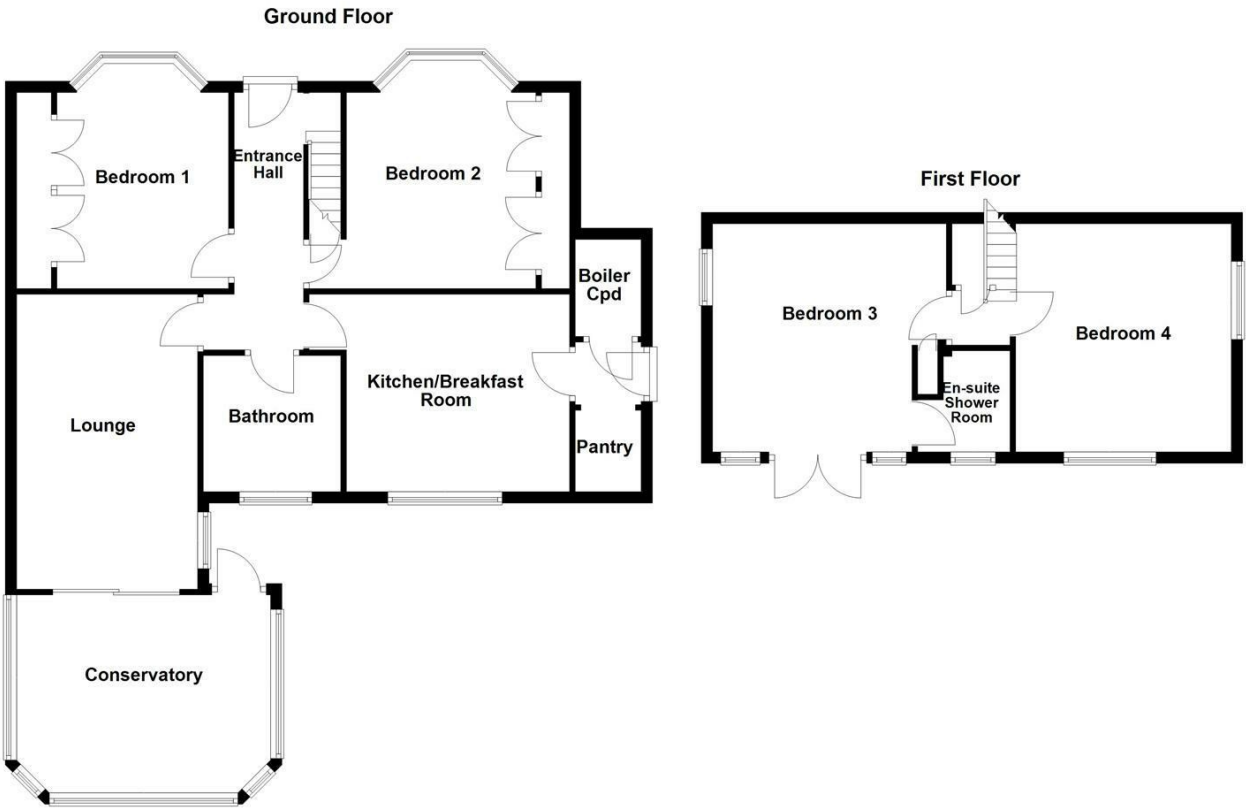 Ground Floor
Bedroom 1
Entrance
Hall
Bedroom 2
Boiler
Cpd
Lounge
Bathroom
Kitchen/Breakfast
Room
Pantry
Conservatory
First Floor
Bedroom 3
Bedroom 4
En-suite
Shower
Room